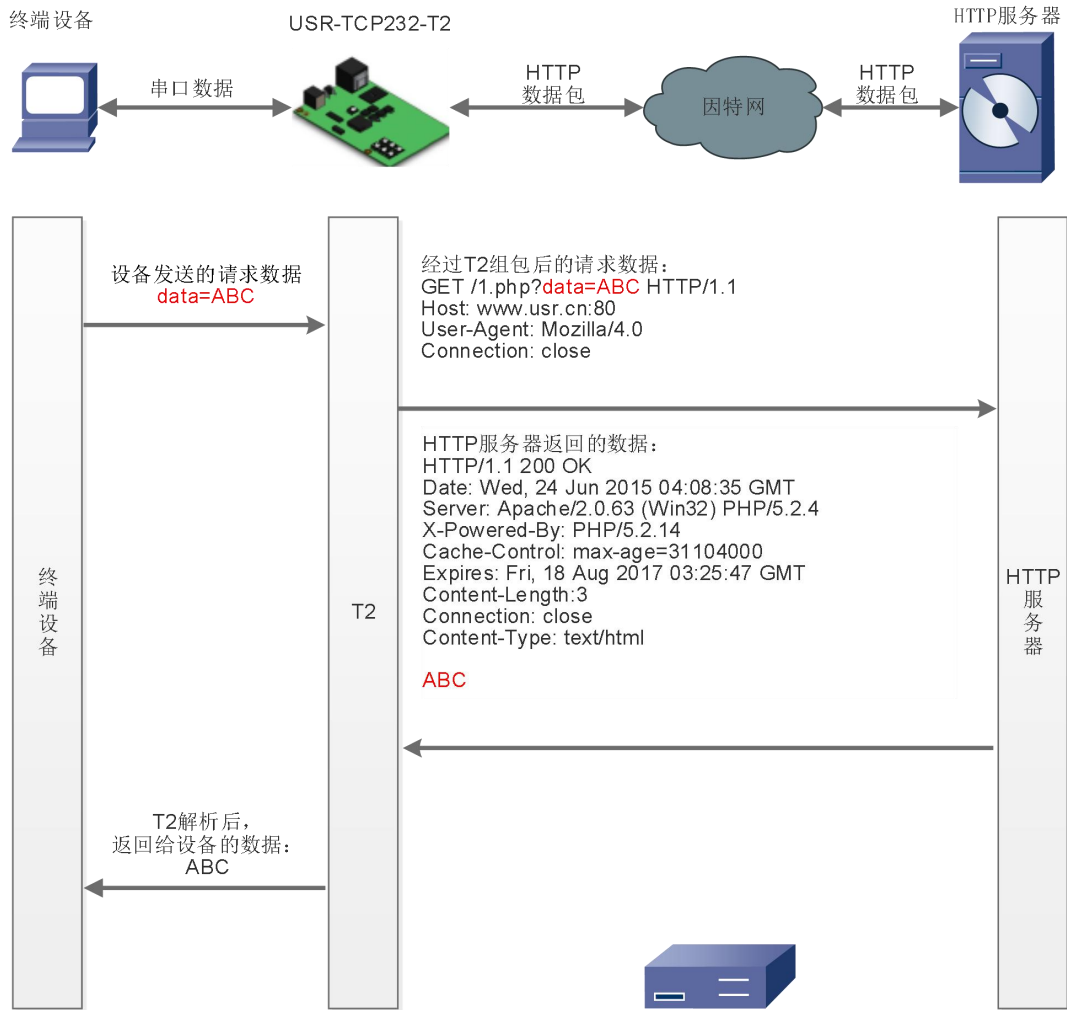 终端设备
USR-TCP232-T2
HTTP服务器
串口数据
HTTP
数据包
因特网
HTTP
数据包
设备发送的请求数据
data=ABC
经过T2组包后的请求数据：
GET /1.php?data=ABC HTTP/1.1
Host: www.usr.cn:80
User-Agent: Mozilla/4.0
Connection: close
HTTP服务器返回的数据：
HTTP/1.1 200 OK
Date: Wed, 24 Jun 2015 04:08:35 GMT
Server: Apache/2.0.63 (Win32) PHP/5.2.4
X-Powered-By: PHP/5.2.14
Cache-Control: max-age=31104000
Expires: Fri, 18 Aug 2017 03:25:47 GMT
Content-Length:3
Connection: close
Content-Type: text/html
ABC
终
端
设
备
T2
HTTP
服
务
器
T2解析后，
返回给设备的数据：
ABC